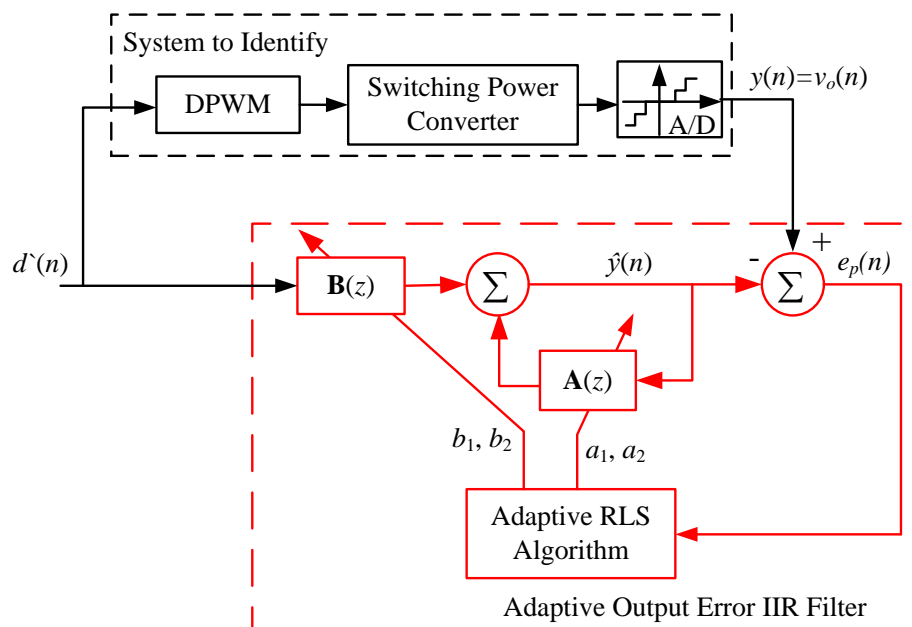 System to Identify
DPWM
Switching Power
Converter
A/D
y(n)=vₒ(n)
d`(n)
B(z)
Σ
ŷ(n)
-
+
Σ
eₚ(n)
A(z)
b₁, b₂
a₁, a₂
Adaptive RLS
Algorithm
Adaptive Output Error IIR Filter